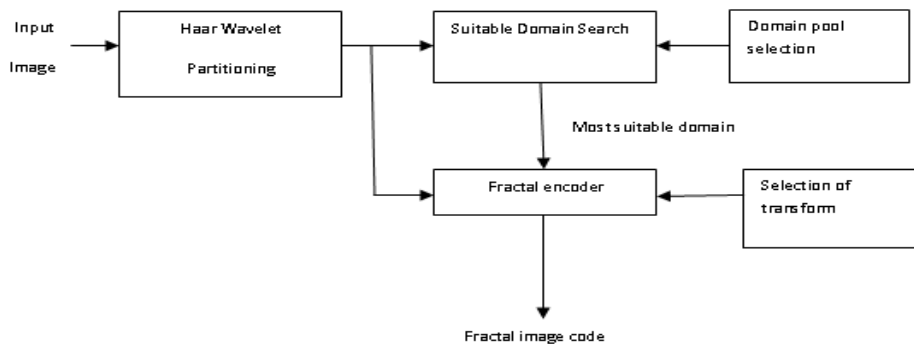 Input
Image
Haar Wavelet
Partitioning
Suitable Domain Search
Domain pool
selection
Most suitable domain
Fractal encoder
Selection of
transform
Fractal image code